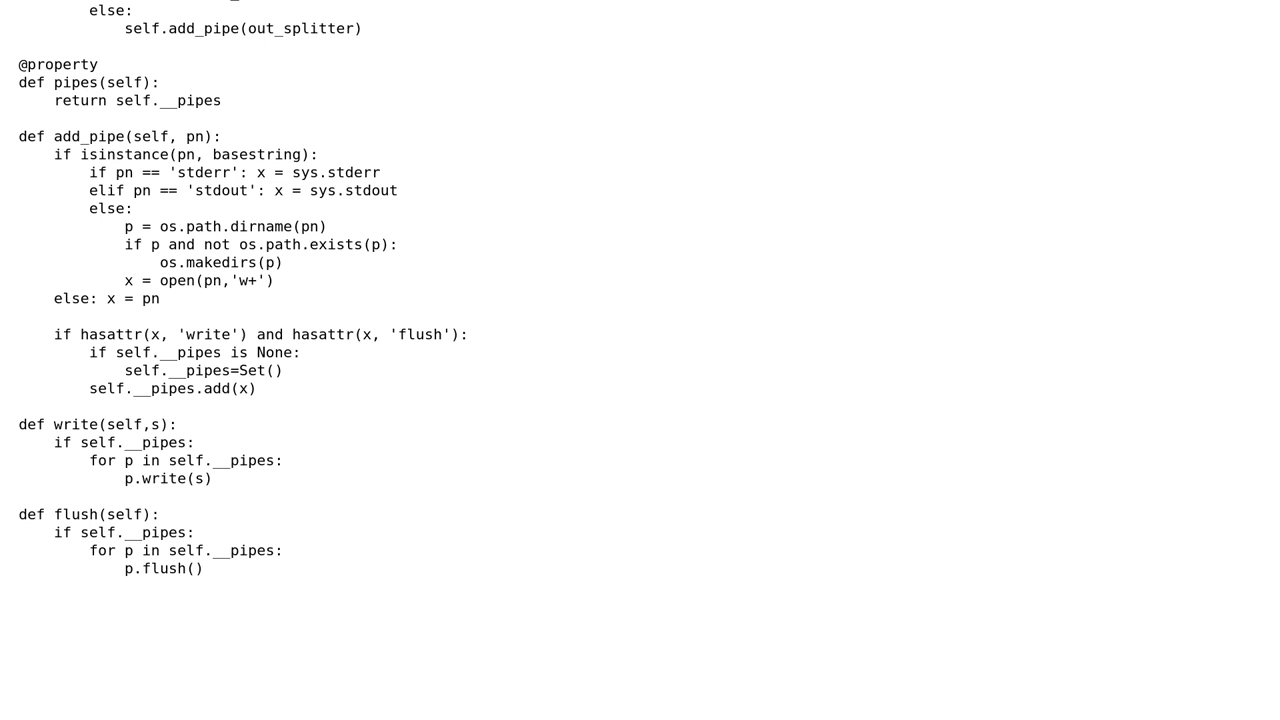 else:
self.add_pipe(out_splitter)
@property
def pipes(self):
return self.__pipes
def add_pipe(self, pn):
if isinstance(pn, basestring):
if pn == 'stderr': x = sys.stderr
elif pn == 'stdout': x = sys.stdout
else:
p = os.path.dirname(pn)
if p and not os.path.exists(p):
os.makedirs(p)
x = open(pn,'w+')
else: x = pn
if hasattr(x, 'write') and hasattr(x, 'flush'):
if self.__pipes is None:
self.__pipes=Set()
self.__pipes.add(x)
def write(self,s):
if self.__pipes:
for p in self.__pipes:
p.write(s)
def flush(self):
if self.__pipes:
for p in self.__pipes:
p.flush()